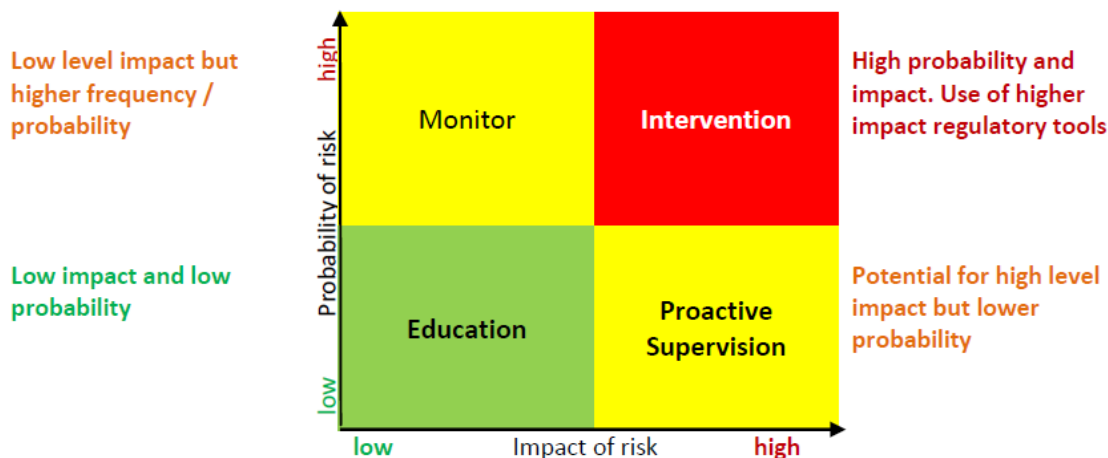 Low level impact but
higher frequency /
probability
high
Monitor
Intervention
High probability and
impact. Use of higher
impact regulatory tools
Probability of risk
Low impact and low
probability
Education
Proactive
Supervision
Potential for high level
impact but lower
probability
low
low
Impact of risk
high